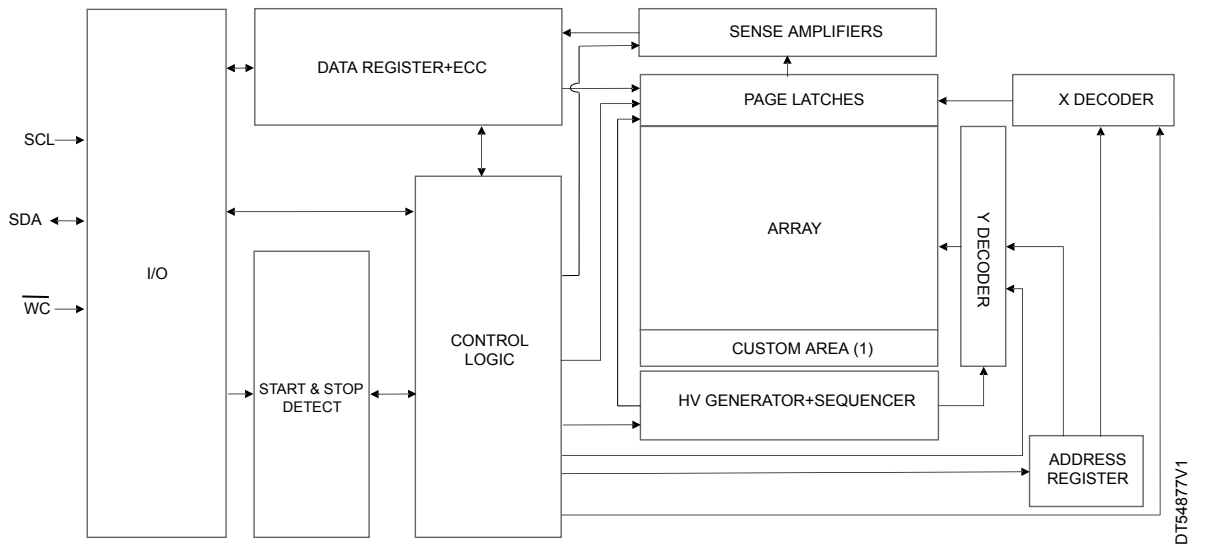 SENSE AMPLIFIERS
DATA REGISTER+ECC
PAGE LATCHES
X DECODER
SCL
SDA
I/O
WC
ARRAY
Y DECODER
CONTROL
LOGIC
CUSTOM AREA (1)
START & STOP
DETECT
HV GENERATOR+SEQUENCER
ADDRESS
REGISTER
DT54877V1